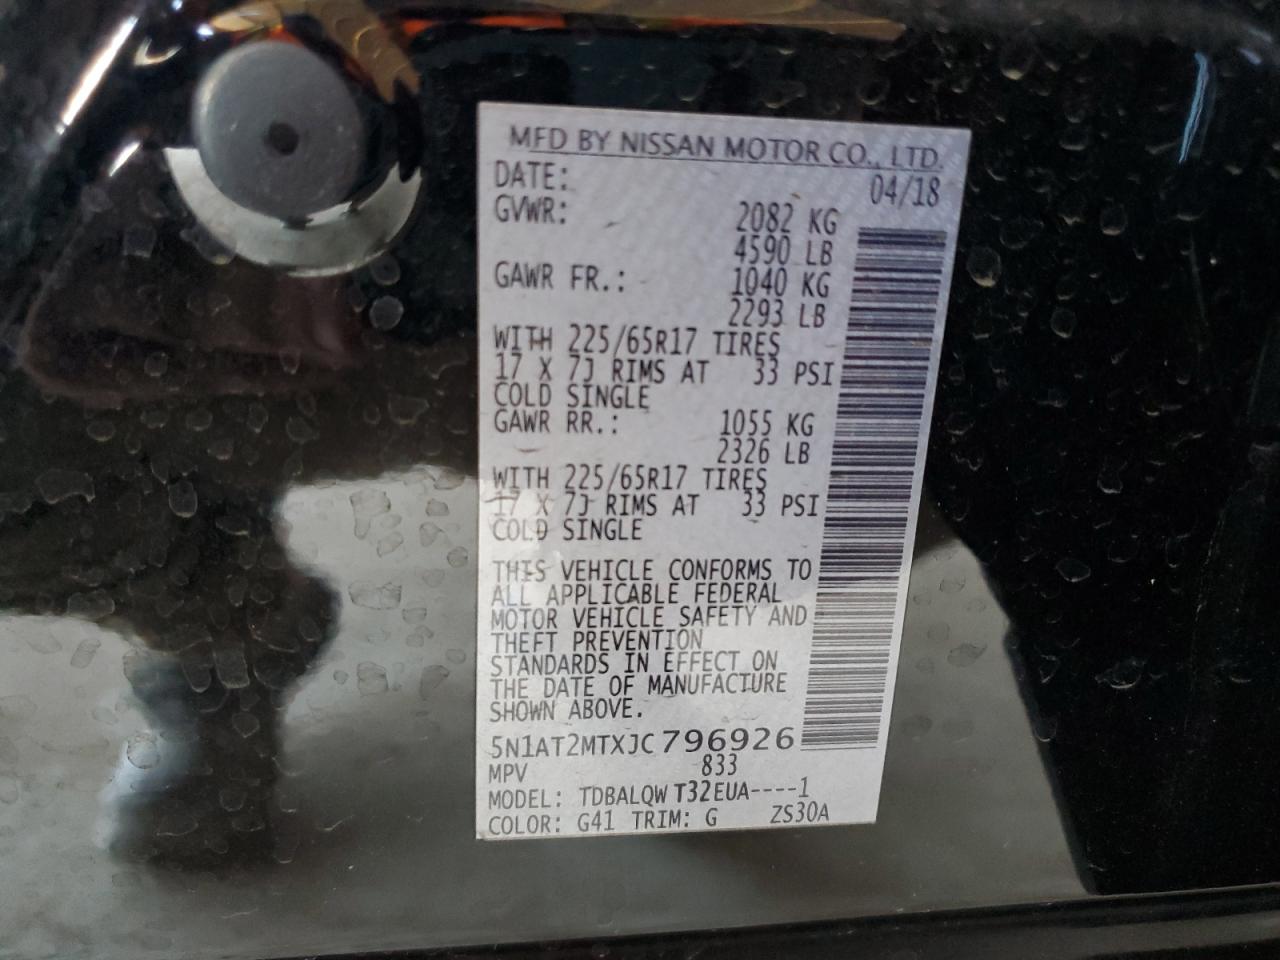 MFD BY NISSAN MOTOR CO., LTD.
DATE: 04/18
GVWR: 2082 KG
4590 LB
GAWR FR.: 1040 KG
2293 LB
WITH 225/65R17 TIRES
17 X 7J RIMS AT 33 PSI
COLD SINGLE
GAWR RR.: 1055 KG
2326 LB
WITH 225/65R17 TIRES
17 X 7J RIMS AT 33 PSI
COLD SINGLE
THIS VEHICLE CONFORMS TO
ALL APPLICABLE FEDERAL
MOTOR VEHICLE SAFETY AND
THEFT PREVENTION
STANDARDS IN EFFECT ON
THE DATE OF MANUFACTURE
SHOWN ABOVE.
5N1AT2MTXJC796926
MPV 833
MODEL: TDBALQWT32EUA----1
COLOR: G41 TRIM: G ZS30A